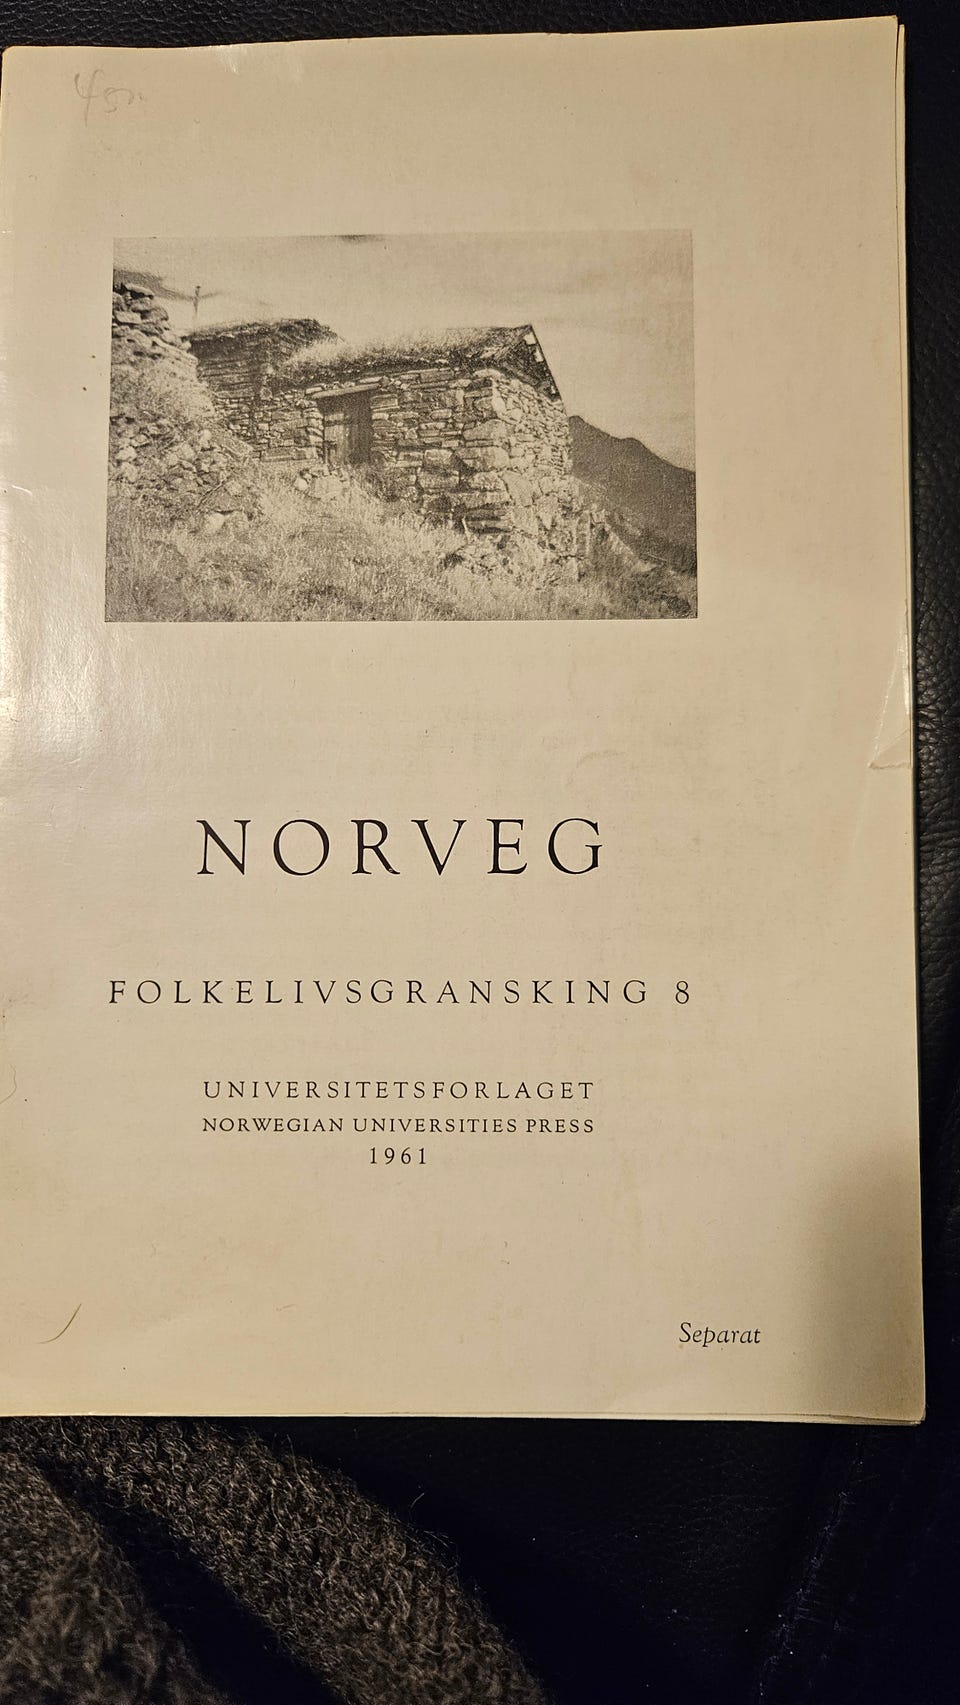 NORVEG
FOLKELIVSGRANSKING 8
UNIVERSITETSFORLAGET
NORWEGIAN UNIVERSITIES PRESS
1961
Separat